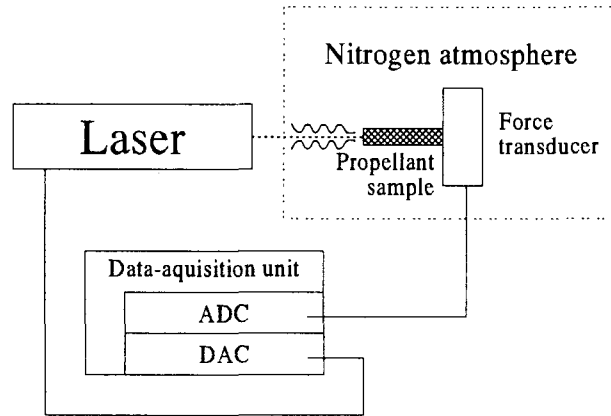 Nitrogen atmosphere
Laser
Force
transducer
Propellant
sample
Data-aquisition unit
ADC
DAC